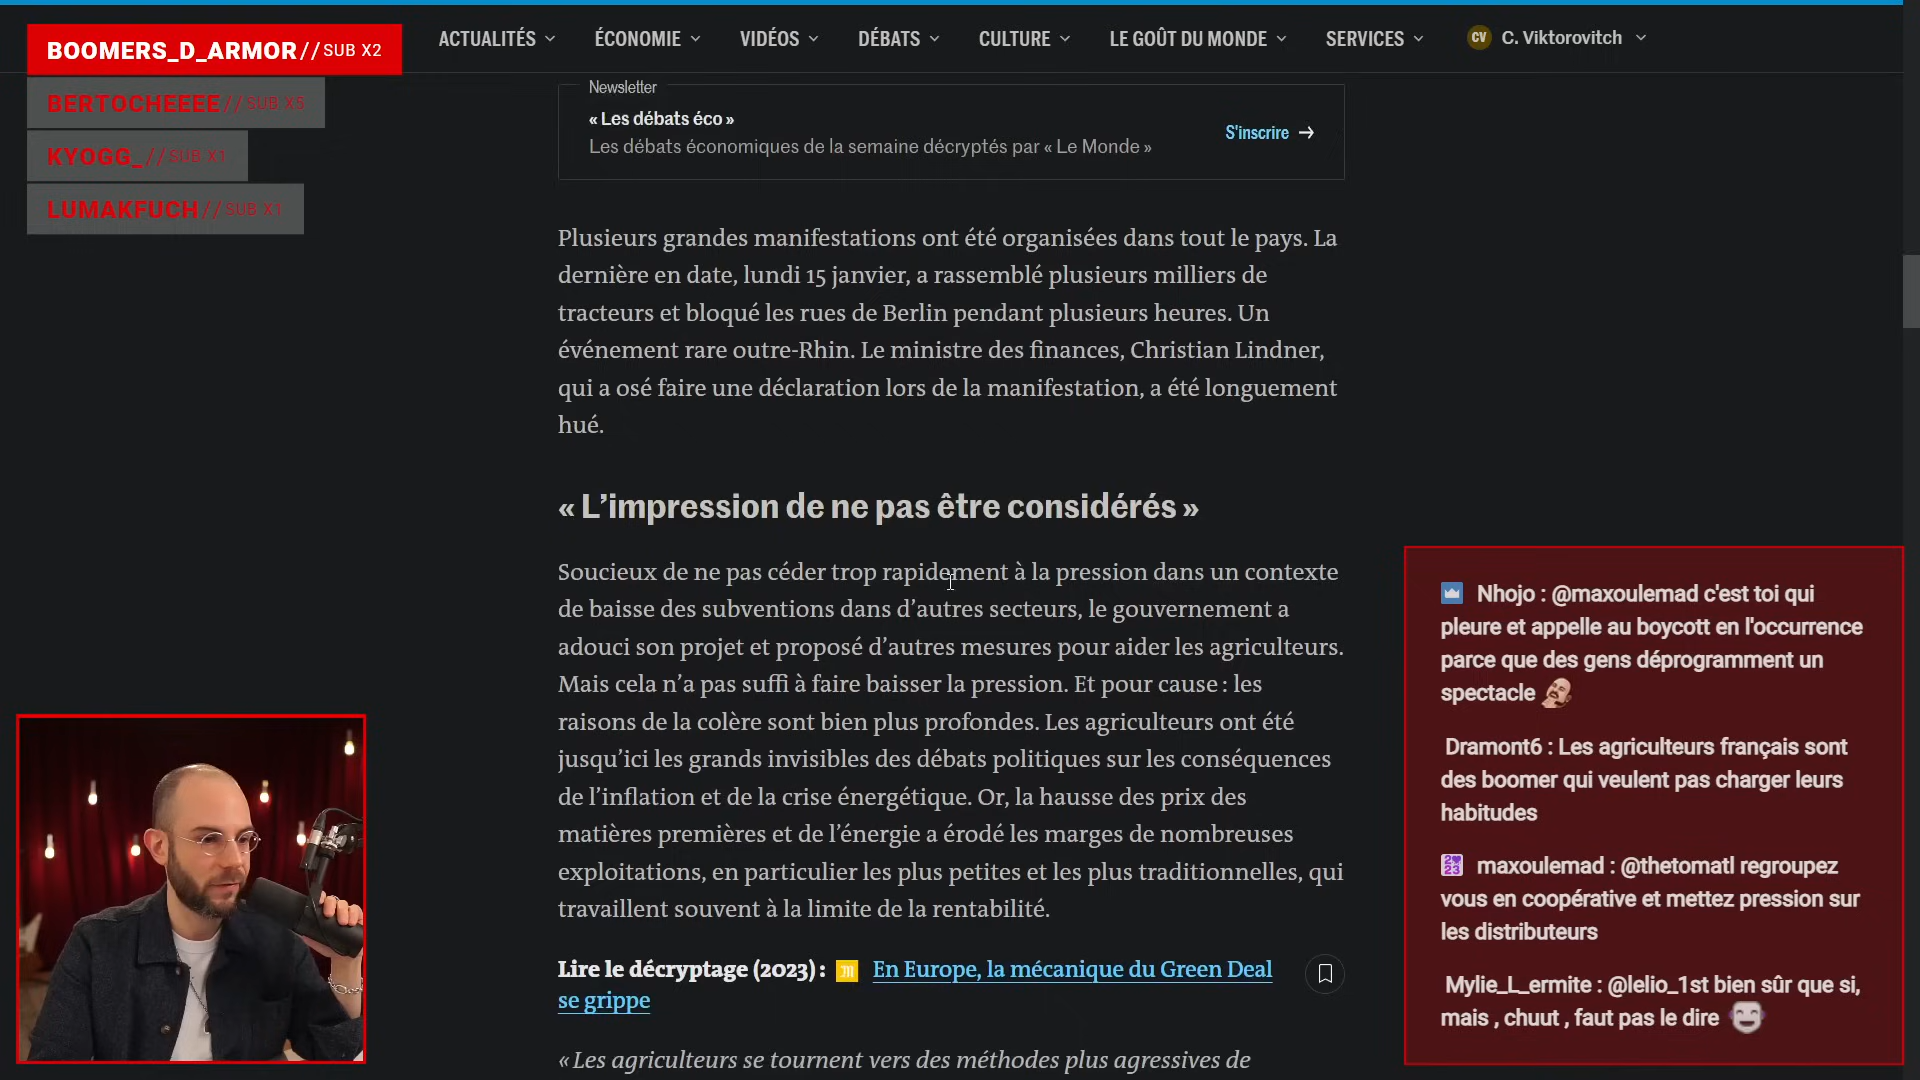 BOOMERS_D_ARMOR//SUB X2
BERTOCHEEEE//SUB X5
KYOGG_//SUB X1
LUMAKFUCH//SUB X1
ACTUALITÉS
ÉCONOMIE
VIDÉOS
DÉBATS
CULTURE
LE GOÛT DU MONDE
SERVICES
CV
C. Viktorovitch
Newsletter
« Les débats éco »
Les débats économiques de la semaine décryptés par « Le Monde »
S'inscrire →
Plusieurs grandes manifestations ont été organisées dans tout le pays. La
dernière en date, lundi 15 janvier, a rassemblé plusieurs milliers de
tracteurs et bloqué les rues de Berlin pendant plusieurs heures. Un
événement rare outre-Rhin. Le ministre des finances, Christian Lindner,
qui a osé faire une déclaration lors de la manifestation, a été longuement
hué.
« L’impression de ne pas être considérés »
Soucieux de ne pas céder trop rapidement à la pression dans un contexte
de baisse des subventions dans d’autres secteurs, le gouvernement a
adouci son projet et proposé d’autres mesures pour aider les agriculteurs.
Mais cela n’a pas suffi à faire baisser la pression. Et pour cause : les
raisons de la colère sont bien plus profondes. Les agriculteurs ont été
jusqu’ici les grands invisibles des débats politiques sur les conséquences
de l’inflation et de la crise énergétique. Or, la hausse des prix des
matières premières et de l’énergie a érodé les marges de nombreuses
exploitations, en particulier les plus petites et les plus traditionnelles, qui
travaillent souvent à la limite de la rentabilité.
Lire le décryptage (2023) : m En Europe, la mécanique du Green Deal
se grippe
« Les agriculteurs se tournent vers des méthodes plus agressives de
Nhojo : @maxoulemad c'est toi qui
pleure et appelle au boycott en l'occurrence
parce que des gens déprogramment un
spectacle
Dramont6 : Les agriculteurs français sont
des boomer qui veulent pas charger leurs
habitudes
2023
maxoulemad : @thetomatl regroupez
vous en coopérative et mettez pression sur
les distributeurs
Mylie_L_ermite : @lelio_1st bien sûr que si,
mais , chuut , faut pas le dire